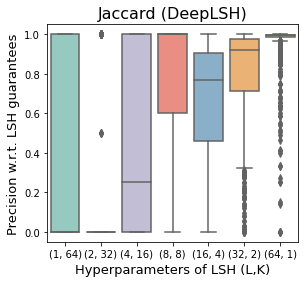 Jaccard (DeepLSH)
Precision w.r.t. LSH guarantees
1.0
0.8
0.6
0.4
0.2
0.0
(1, 64) (2, 32) (4, 16) (8, 8) (16, 4) (32, 2) (64, 1)
Hyperparameters of LSH (L,K)